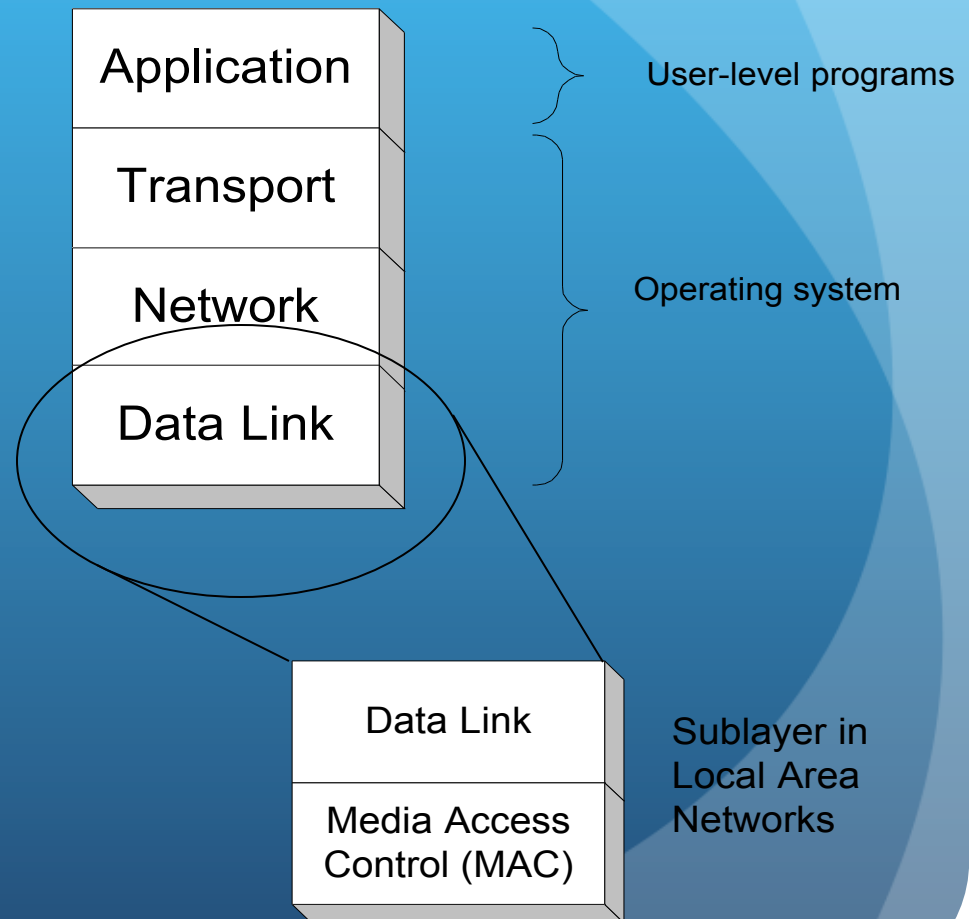 Application
User-level programs
Transport
Network
Operating system
Data Link
Data Link
Media Access
Control (MAC)
Sublayer in
Local Area
Networks